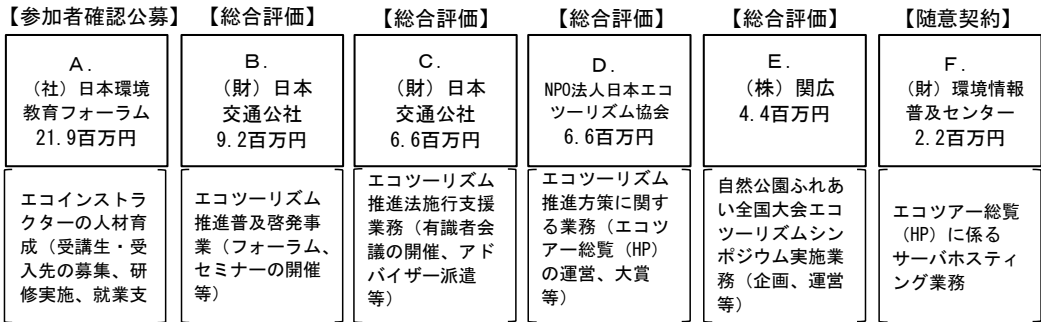 【参加者確認公募】 【総合評価】 【総合評価】 【総合評価】 【総合評価】 【随意契約】
A.
(社)日本環境
教育フォーラム
21.9百万円
B.
(財)日本
交通公社
9.2百万円
C.
(財)日本
交通公社
6.6百万円
D.
NPO法人日本エコ
ツーリズム協会
6.6百万円
E.
(株)関広
4.4百万円
F.
(財)環境情報
普及センター
2.2百万円
エコインストラ
クターの人材育
成(受講生・受
入先の募集、研
修実施、就業支
エコツーリズム
推進普及啓発事
業(フォーラム、
セミナーの開催
等)
エコツーリズム
推進法施行支援
業務(有識者会
議の開催、アド
バイザー派遣
等)
エコツーリズム
推進方策に関す
る業務(エコツ
アー総覧(HP)
の運営、大賞
等)
自然公園ふれあ
い全国大会エコ
ツーリズムシン
ポジウム実施業
務(企画、運営
等)
エコツアー総覧
(HP)に係る
サーバホスティ
ング業務